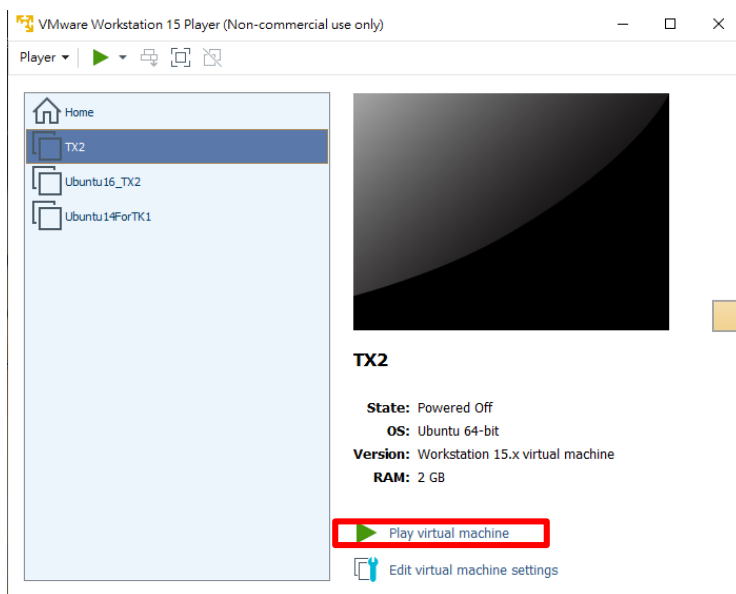 VMware Workstation 15 Player (Non-commercial use only)
Player
Home
TX2
Ubuntu16_TX2
Ubuntu14ForTK1
TX2
State: Powered Off
OS: Ubuntu 64-bit
Version: Workstation 15.x virtual machine
RAM: 2 GB
Play virtual machine
Edit virtual machine settings